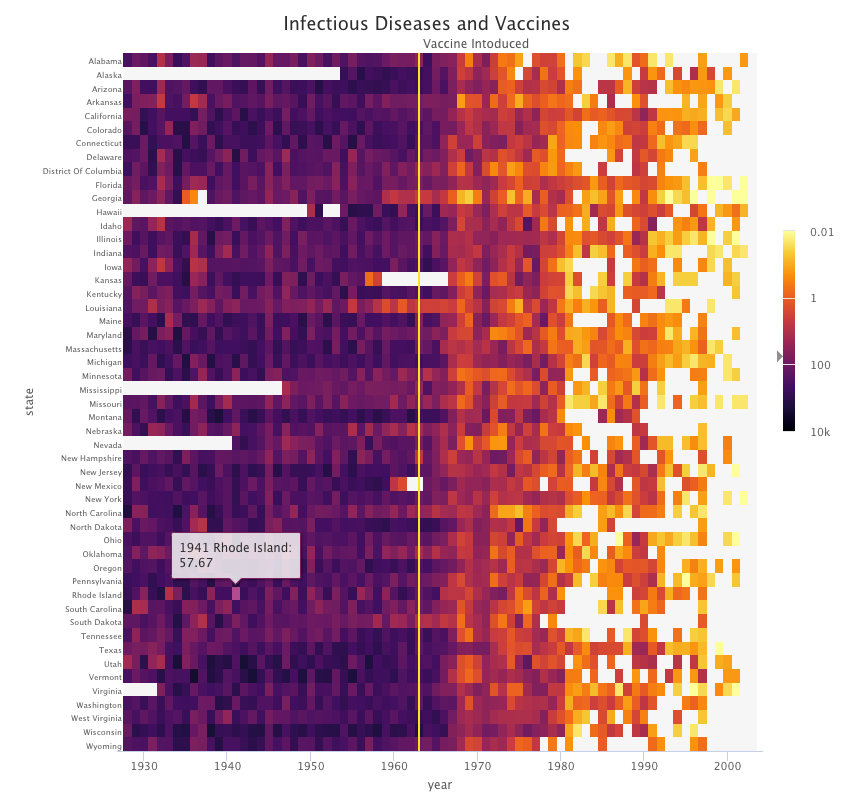 Infectious Diseases and Vaccines
Vaccine Intoduced
Alabama
Alaska
Arizona
Arkansas
California
Colorado
Connecticut
Delaware
District Of Columbia
Florida
Georgia
Hawaii
Idaho
Illinois
Indiana
Iowa
Kansas
Kentucky
Louisiana
Maine
Maryland
Massachusetts
Michigan
Minnesota
Mississippi
Missouri
Montana
Nebraska
Nevada
New Hampshire
New Jersey
New Mexico
New York
North Carolina
North Dakota
Ohio
Oklahoma
Oregon
Pennsylvania
Rhode Island
South Carolina
South Dakota
Tennessee
Texas
Utah
Vermont
Virginia
Washington
West Virginia
Wisconsin
Wyoming
state
1941 Rhode Island:
57.67
0.01
1
100
10k
1930 1940 1950 1960 1970 1980 1990 2000
year